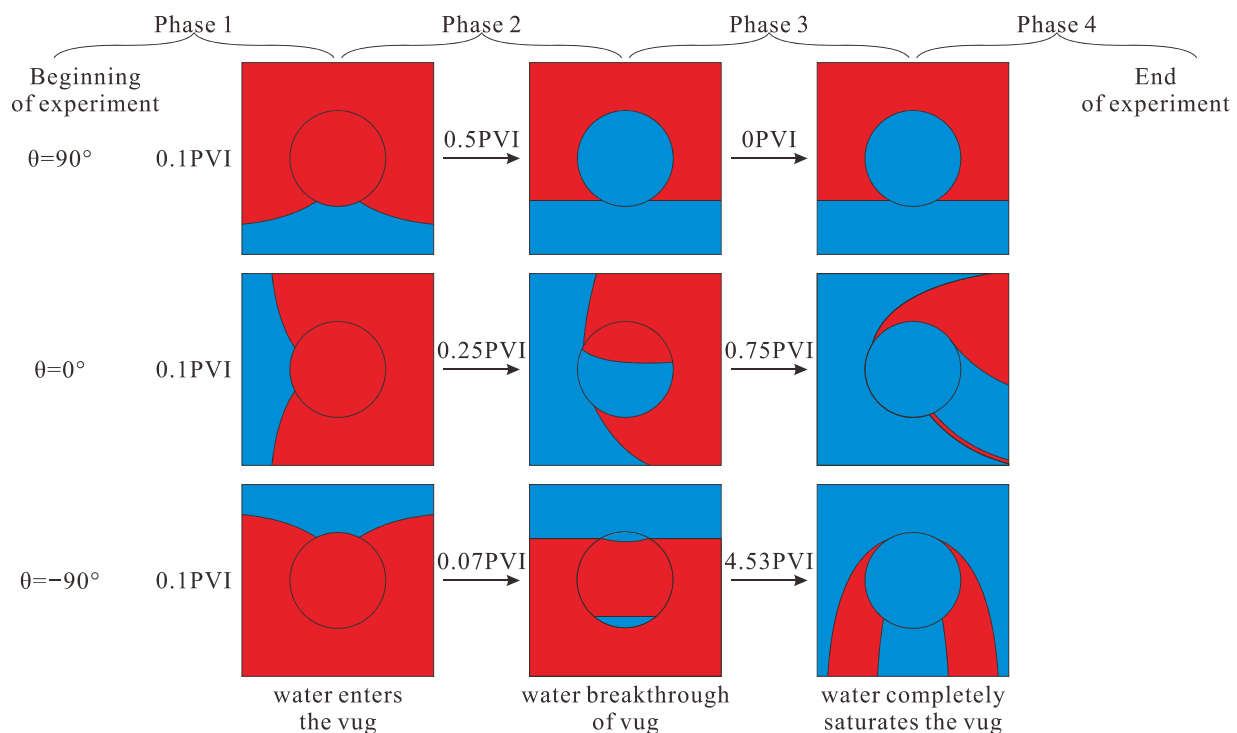 Phase 1
Phase 2
Phase 3
Phase 4
Beginning
of experiment
End
of experiment
θ=90°
0.1PVI
0.5PVI
0PVI
θ=0°
0.1PVI
0.25PVI
0.75PVI
θ=−90°
0.1PVI
0.07PVI
4.53PVI
water enters
the vug
water breakthrough
of vug
water completely
saturates the vug